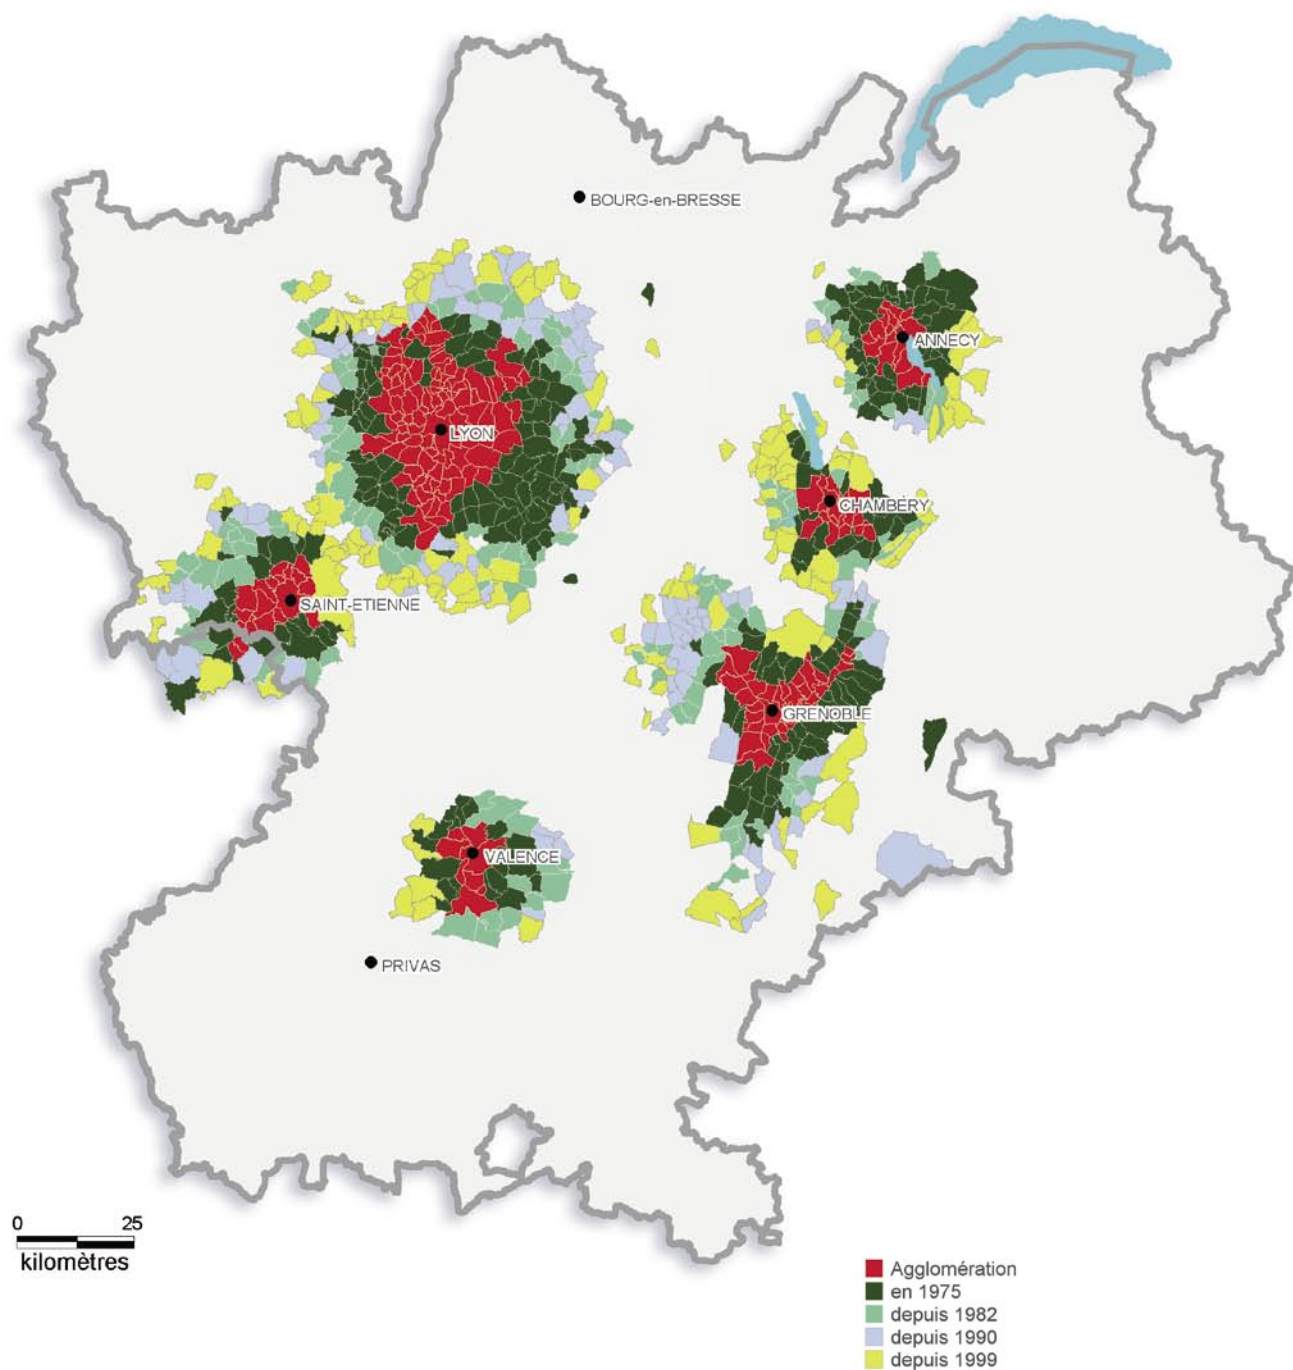 BOURG-en-BRESSE
ANNECY
LYON
CHAMBÉRY
SAINT-ETIENNE
GRENOBLE
VALENCE
PRIVAS
0 25
kilomètres
Agglomération
en 1975
depuis 1982
depuis 1990
depuis 1999